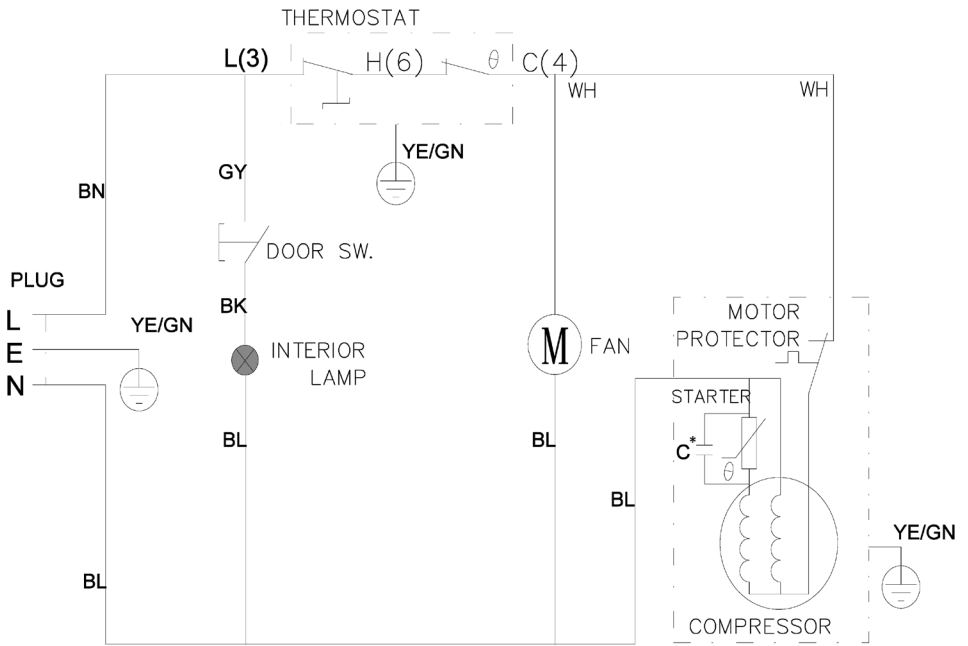 THERMOSTAT
L(3) H(6) θ C(4)
WH WH
YE/GN
GY
BN
DOOR SW.
PLUG
BK
L YE/GN
E
N
INTERIOR
LAMP
M FAN
MOTOR
PROTECTOR
STARTER
C*
θ
BL BL
BL
YE/GN
BL
COMPRESSOR